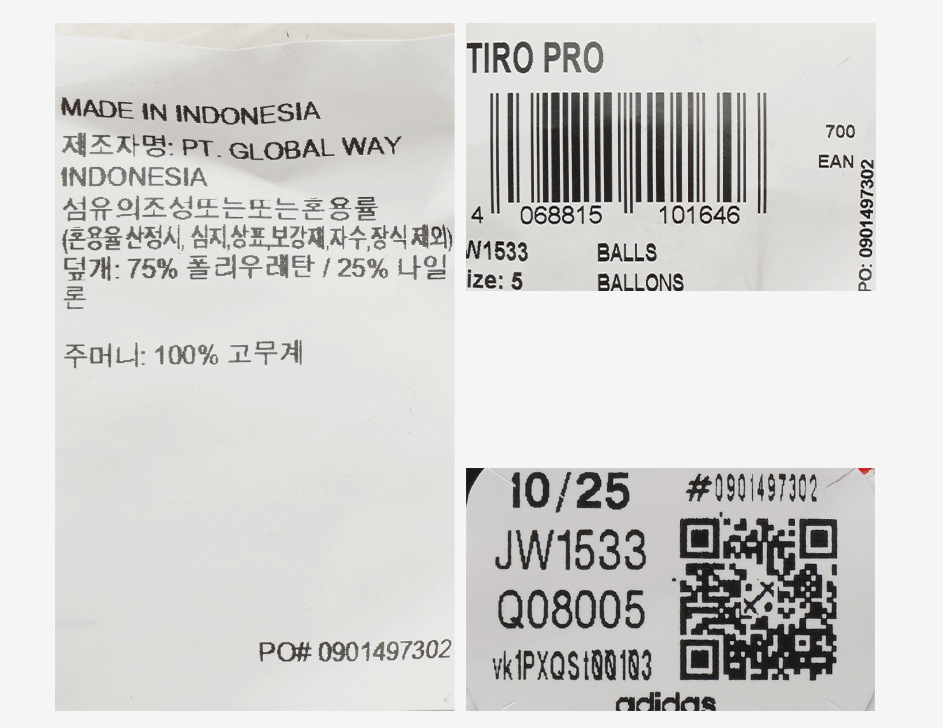 MADE IN INDONESIA
제조자명: PT. GLOBAL WAY
INDONESIA
섬유의조성또는또는혼용률
(혼용율산정시, 심지,상표,보강재,자수,장식 제외)
덮개: 75% 폴리우레탄 / 25% 나일
론
주머니: 100% 고무계
PO# 0901497302
TIRO PRO
700
EAN
4 068815 101646
PO: 0901497302
W1533 BALLS
ize: 5 BALLONS
10/25 #0901497302
JW1533
Q08005
vk1PXQSt00103
adidas